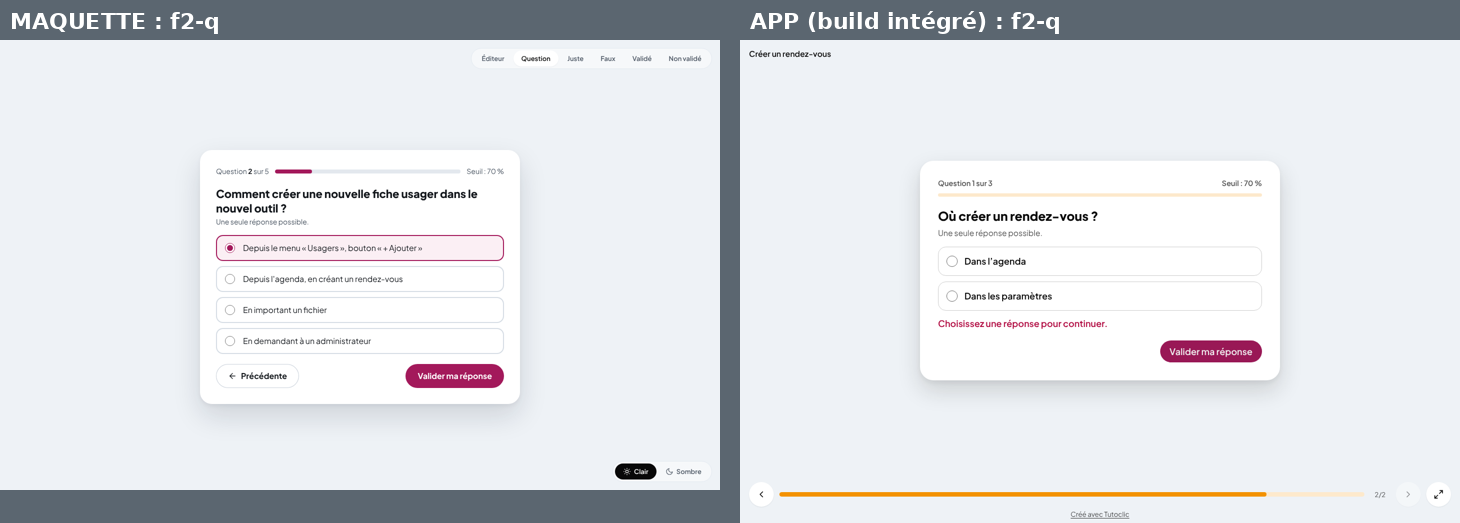 MAQUETTE : f2-q
Éditeur Question Juste Faux Validé Non validé
Question 2 sur 5 Seuil : 70 %
Comment créer une nouvelle fiche usager dans le
nouvel outil ?
Une seule réponse possible.
Depuis le menu « Usagers », bouton « + Ajouter »
Depuis l'agenda, en créant un rendez-vous
En important un fichier
En demandant à un administrateur
← Précédente Valider ma réponse
Clair Sombre
APP (build intégré) : f2-q
Créer un rendez-vous
Question 1 sur 3 Seuil : 70 %
Où créer un rendez-vous ?
Une seule réponse possible.
Dans l'agenda
Dans les paramètres
Choisissez une réponse pour continuer.
Valider ma réponse
2/2
Créé avec Tutoclic